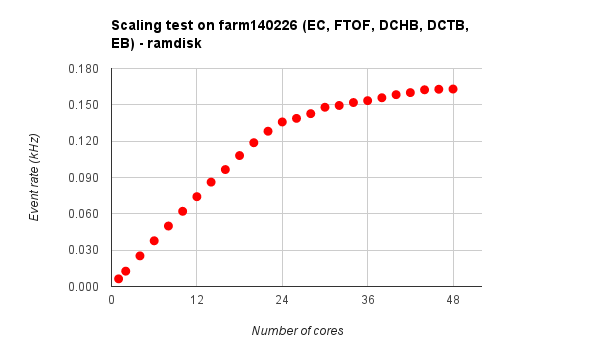 Scaling test on farm140226 (EC, FTOF, DCHB, DCTB,
EB) - ramdisk
0.180
0.150
0.120
0.090
0.060
0.030
0.000
Event rate (kHz)
0 12 24 36 48
Number of cores